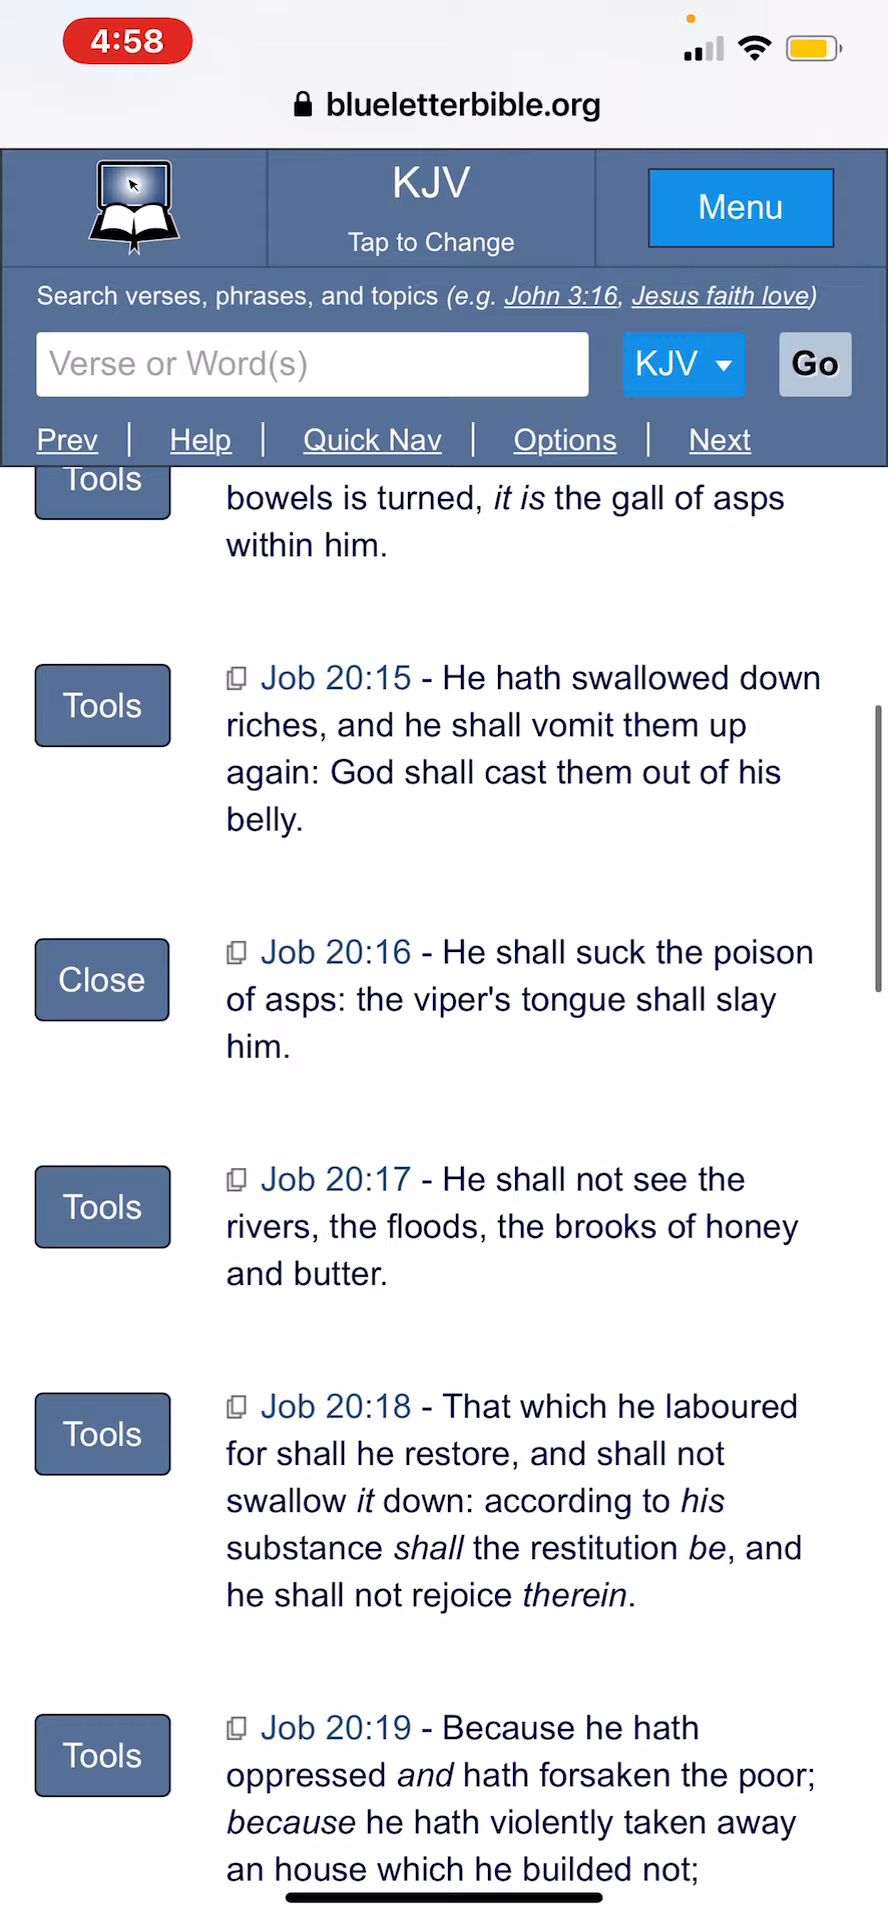 4:58
blueletterbible.org
KJV
Tap to Change
Menu
Search verses, phrases, and topics (e.g. John 3:16, Jesus faith love)
Verse or Word(s)
KJV
Go
Prev | Help | Quick Nav | Options | Next
Tools
bowels is turned, it is the gall of asps
within him.
Tools
Job 20:15 - He hath swallowed down
riches, and he shall vomit them up
again: God shall cast them out of his
belly.
Close
Job 20:16 - He shall suck the poison
of asps: the viper's tongue shall slay
him.
Tools
Job 20:17 - He shall not see the
rivers, the floods, the brooks of honey
and butter.
Tools
Job 20:18 - That which he laboured
for shall he restore, and shall not
swallow it down: according to his
substance shall the restitution be, and
he shall not rejoice therein.
Tools
Job 20:19 - Because he hath
oppressed and hath forsaken the poor;
because he hath violently taken away
an house which he builded not;